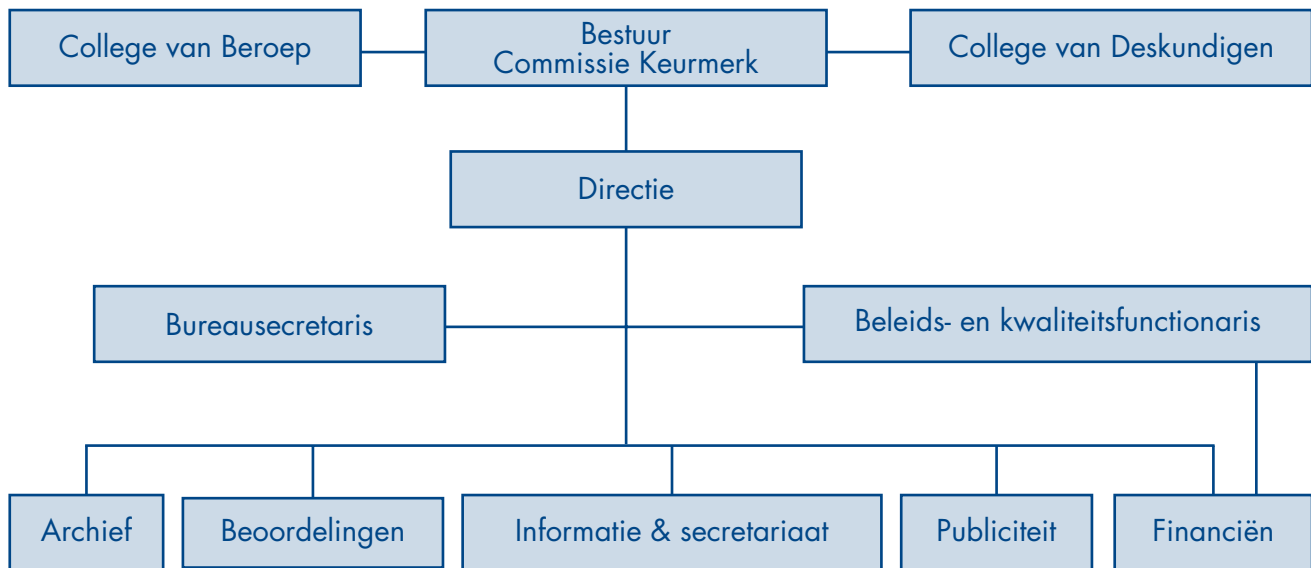 College van Beroep
Bestuur
Commissie Keurmerk
College van Deskundigen
Directie
Bureausecretaris
Beleids- en kwaliteitsfunctionaris
Archief
Beoordelingen
Informatie & secretariaat
Publiciteit
Financiën